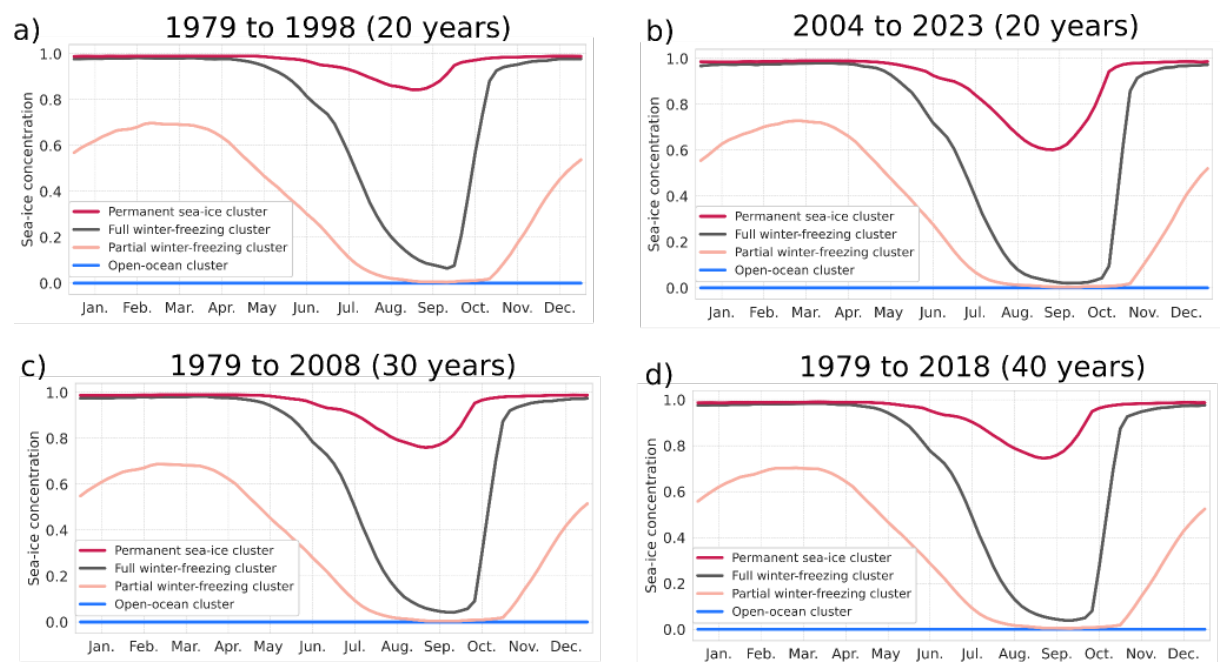 a)
1979 to 1998 (20 years)
Sea-ice concentration
1.0
0.8
0.6
0.4
0.2
0.0
Permanent sea-ice cluster
Full winter-freezing cluster
Partial winter-freezing cluster
Open-ocean cluster
Jan. Feb. Mar. Apr. May Jun. Jul. Aug. Sep. Oct. Nov. Dec.
b)
2004 to 2023 (20 years)
Sea-ice concentration
1.0
0.8
0.6
0.4
0.2
0.0
Permanent sea-ice cluster
Full winter-freezing cluster
Partial winter-freezing cluster
Open-ocean cluster
Jan. Feb. Mar. Apr. May Jun. Jul. Aug. Sep. Oct. Nov. Dec.
c)
1979 to 2008 (30 years)
Sea-ice concentration
1.0
0.8
0.6
0.4
0.2
0.0
Permanent sea-ice cluster
Full winter-freezing cluster
Partial winter-freezing cluster
Open-ocean cluster
Jan. Feb. Mar. Apr. May Jun. Jul. Aug. Sep. Oct. Nov. Dec.
d)
1979 to 2018 (40 years)
Sea-ice concentration
1.0
0.8
0.6
0.4
0.2
0.0
Permanent sea-ice cluster
Full winter-freezing cluster
Partial winter-freezing cluster
Open-ocean cluster
Jan. Feb. Mar. Apr. May Jun. Jul. Aug. Sep. Oct. Nov. Dec.